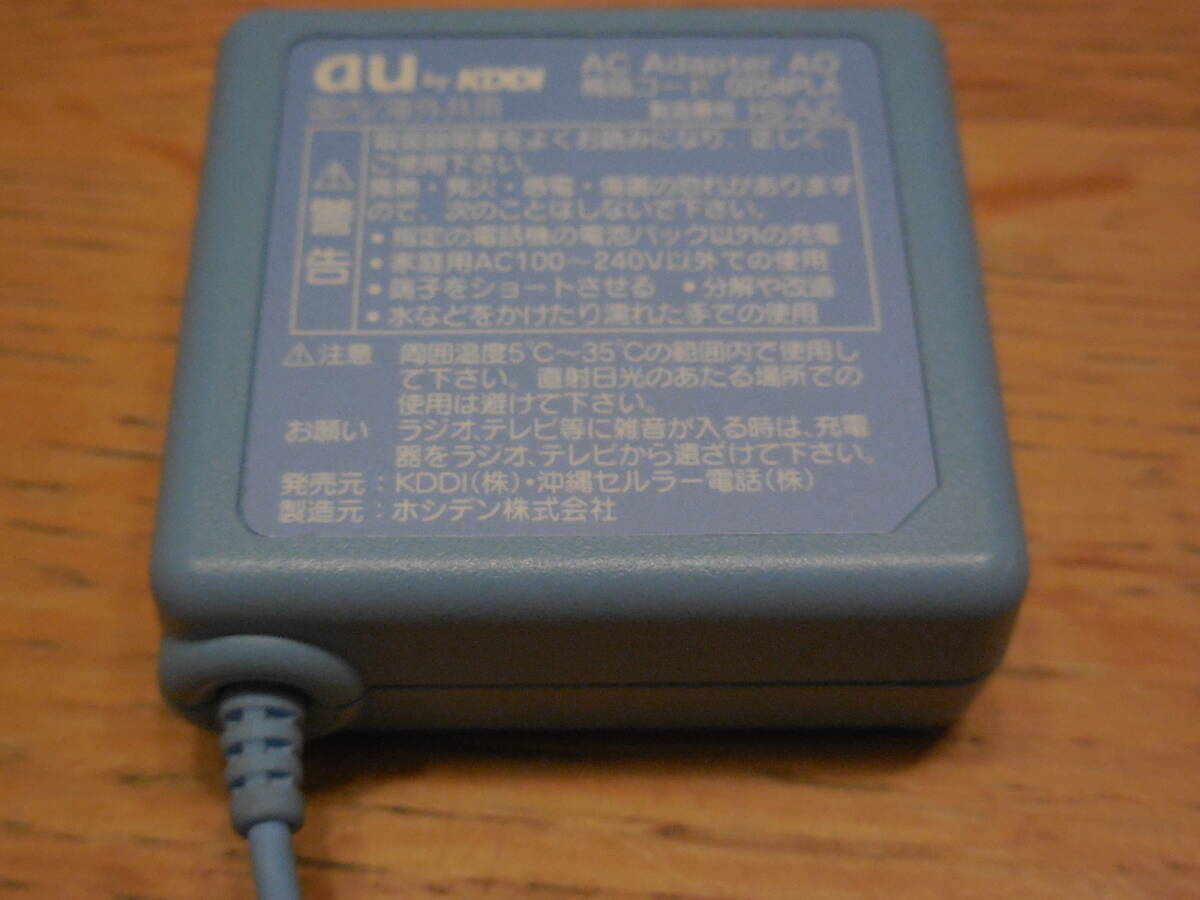 au by KDDI
AC Adapter AQ
商品コード 0204PLA
国内/海外共用
製造番号
取扱説明書をよくお読みになり、正しく
ご使用下さい。
⚠
警告
発熱・発火・感電・傷害の恐れがあります
ので、次のことはしないで下さい。
・指定の電話機の電池パック以外の充電
・家庭用AC100〜240V以外での使用
・端子をショートさせる ・分解や改造
・水などをかけたり濡れた手での使用
⚠注意 周囲温度5℃〜35℃の範囲内で使用し
て下さい。直射日光のあたる場所での
使用は避けて下さい。
お願い ラジオ、テレビ等に雑音が入る時は、充電
器をラジオ、テレビから遠ざけて下さい。
発売元:KDDI(株)・沖縄セルラー電話(株)
製造元:ホシデン株式会社